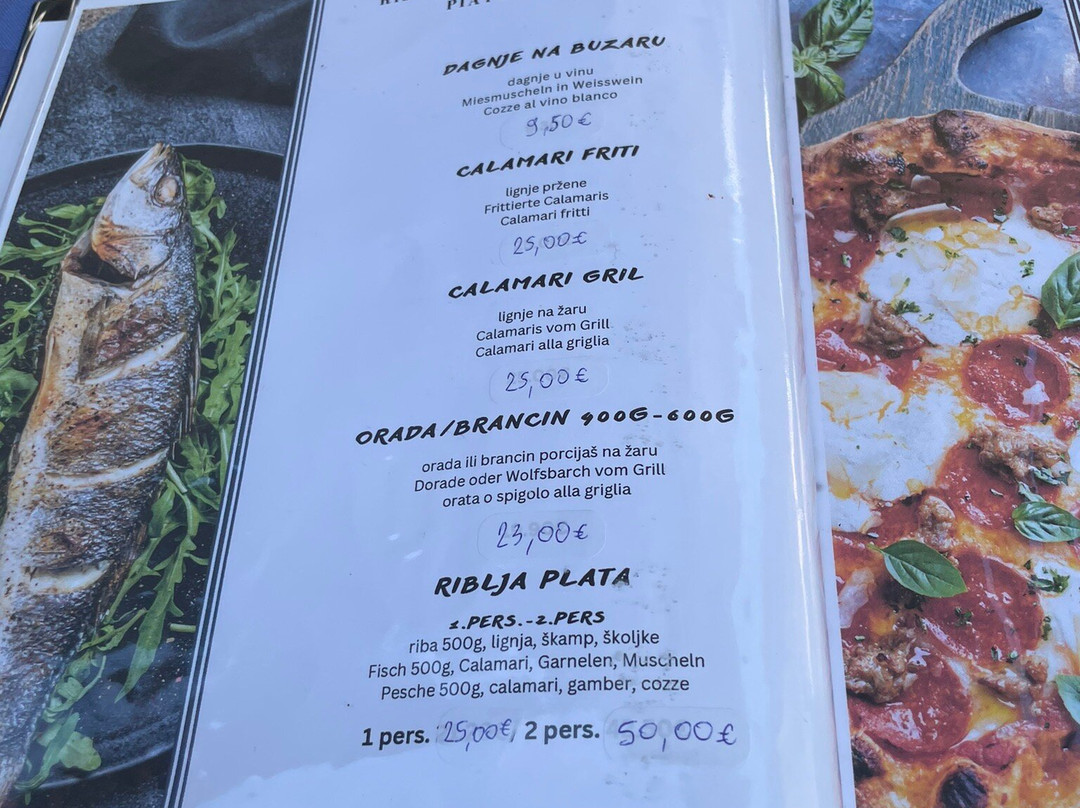 DAGNJE NA BUZARU
dagnje u vinu
Miesmuscheln in Weisswein
Cozze al vino blanco
9,50 €
CALAMARI FRITI
lignje pržene
Frittierte Calamaris
Calamari fritti
25,00 €
CALAMARI GRIL
lignje na žaru
Calamaris vom Grill
Calamari alla griglia
25,00 €
ORADA/BRANCIN 400G-600G
orada ili brancin porcijaš na žaru
Dorade oder Wolfsbarch vom Grill
orata o spigolo alla griglia
23,00 €
RIBLJA PLATA
1.PERS.-2.PERS
riba 500g, lignja, škamp, školjke
Fisch 500g, Calamari, Garnelen, Muscheln
Pesche 500g, calamari, gamber, cozze
1 pers. 25,00€, 2 pers. 50,00€